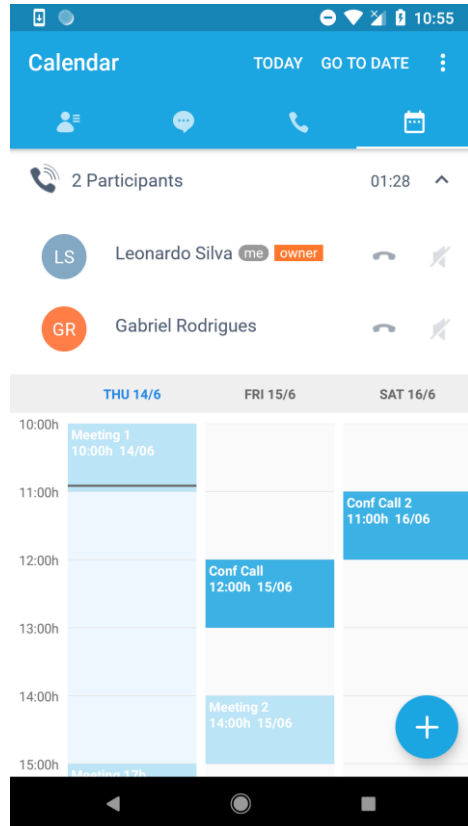 10:55
Calendar TODAY GO TO DATE
2 Participants 01:28
LS Leonardo Silva me owner
GR Gabriel Rodrigues
THU 14/6 FRI 15/6 SAT 16/6
10:00h
Meeting 1
10:00h 14/06
11:00h
Conf Call 2
11:00h 16/06
12:00h
Conf Call
12:00h 15/06
13:00h
14:00h
Meeting 2
14:00h 15/06
15:00h
Meeting 17h